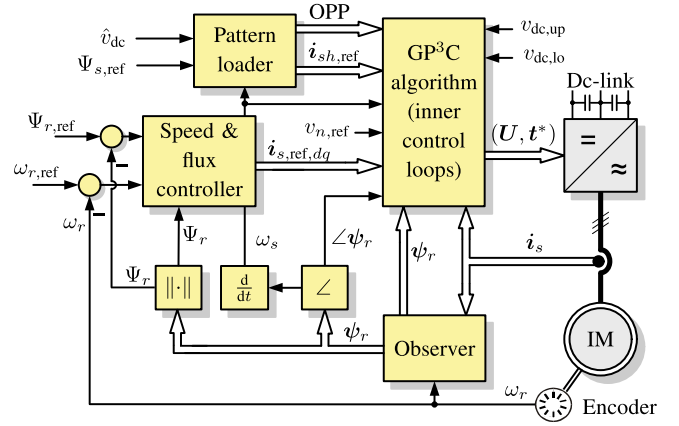 OPP
v̂dc
Ψs,ref
Pattern
loader
ish,ref
GP³C
algorithm
(inner
control
loops)
vdc,up
vdc,lo
Dc-link
Ψr,ref
ωr,ref
Speed &
flux
controller
vn,ref
is,ref,dq
(U, t*)
=
≈
ωr
Ψr
ωs
∠ψr
ψr
is
Ψr
‖·‖
d/dt
∠
ψr
Observer
IM
ωr
Encoder